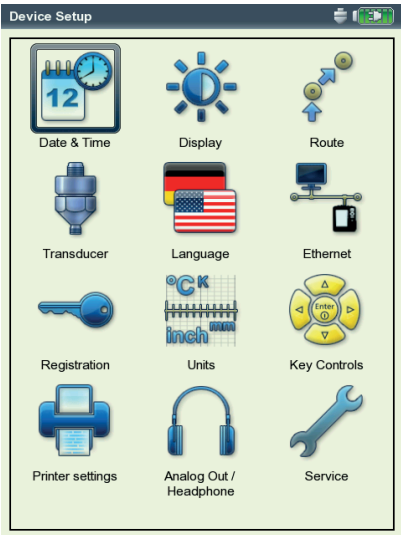 Device Setup
12
Date & Time
Display
Route
Transducer
Language
Ethernet
°C K
inch mm
Enter
Registration
Units
Key Controls
Printer settings
Analog Out /
Headphone
Service